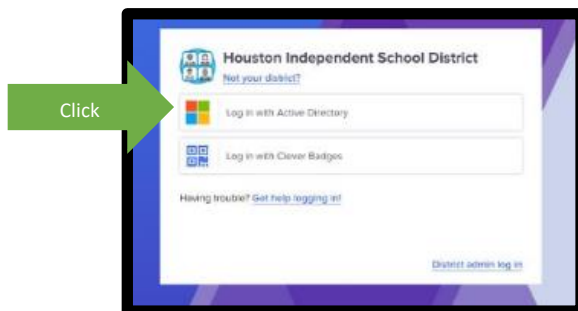 Houston Independent School District
Not your district?
Click
Log in with Active Directory
Log in with Clever Badges
Having trouble? Get help logging in!
District admin log in